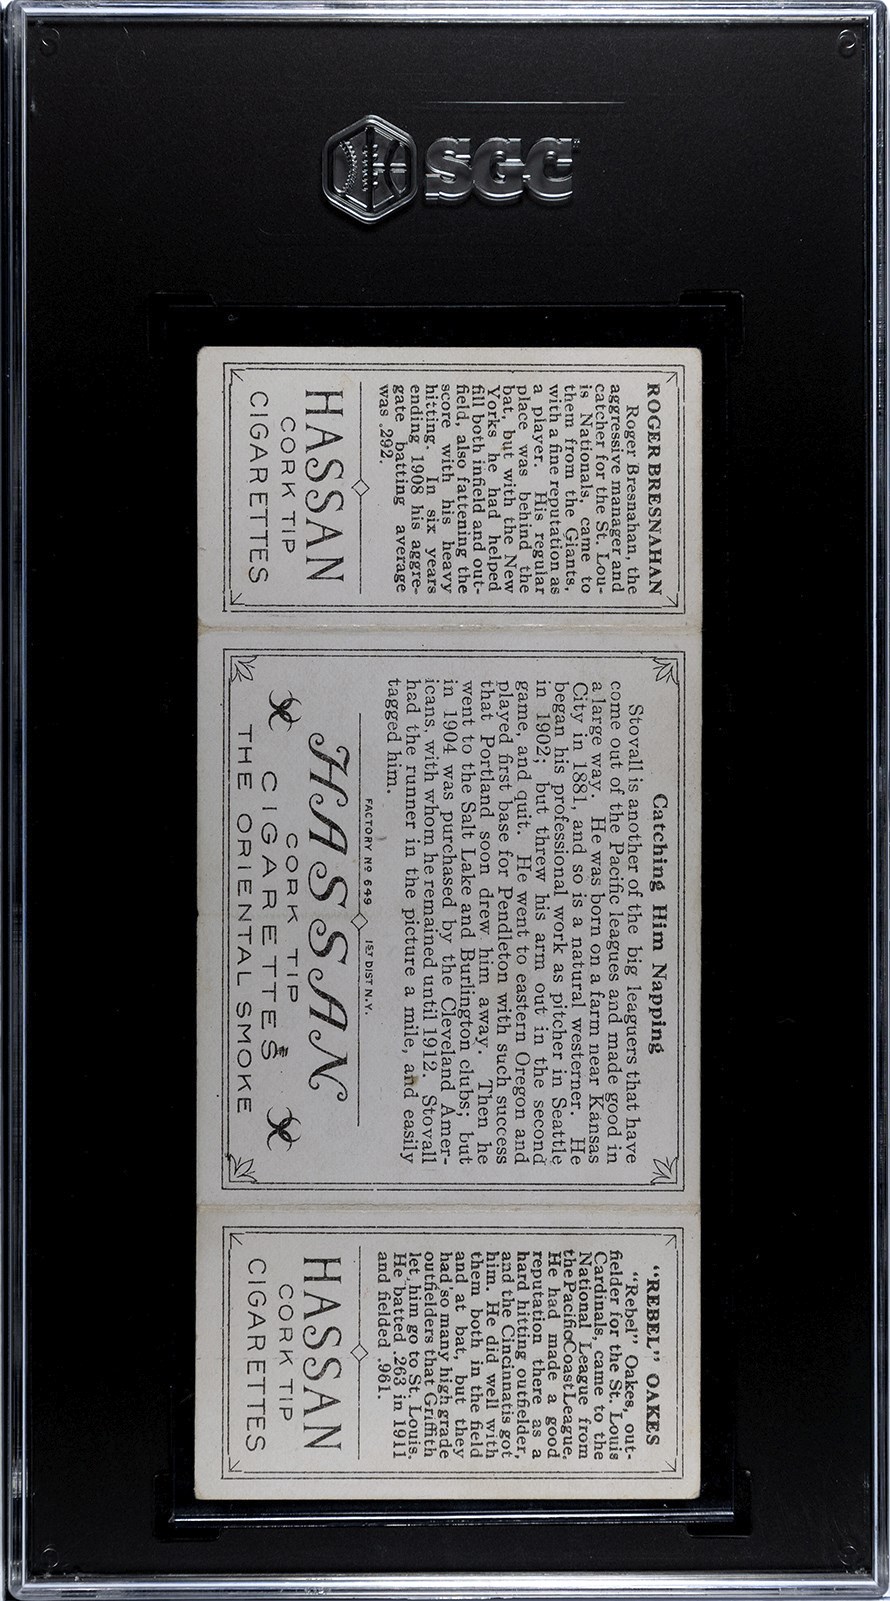 SGC
ROGER BRESNAHAN
Roger Bresnahan, the
aggressive manager and
catcher for the St. Lou-
is Nationals, came to
them from the Giants,
with a fine reputation as
a player. His regular
place was behind the
bat, but with the New
Yorks he had helped
fill both infield and out-
field, also fattening the
score with his heavy
hitting. In six years
ending 1908 his aggre-
gate batting average
was .292.
HASSAN
CORK TIP
CIGARETTES
Catching Him Napping
Stovall is another of the big leaguers that have
come out of the Pacific leagues and made good in
a large way. He was born on a farm near Kansas
City in 1881, and so is a natural westerner. He
began his professional work as pitcher in Seattle
in 1902; but threw his arm out in the second
game, and quit. He went to eastern Oregon and
played first base for Pendleton with such success
that Portland soon drew him away. Then he
went to the Salt Lake and Burlington clubs; but
in 1904 was purchased by the Cleveland Amer-
icans, with whom he remained until 1912. Stovall
had the runner in the picture a mile, and easily
tagged him.
FACTORY Nº 649 1ST DIST N.Y.
HASSAN
CORK TIP
CIGARETTES
THE ORIENTAL SMOKE
"REBEL" OAKES
"Rebel" Oakes, out-
fielder for the St. Louis
Cardinals, came to the
National League from
the Pacific Coast League.
He had made a good
reputation there as a
hard hitting outfielder,
and the Cincinnatis got
him. He did well with
them both in the field
and at bat, but they
had so many high grade
outfielders that Griffith
let him go to St. Louis.
He batted .263 in 1911
and fielded .961.
HASSAN
CORK TIP
CIGARETTES